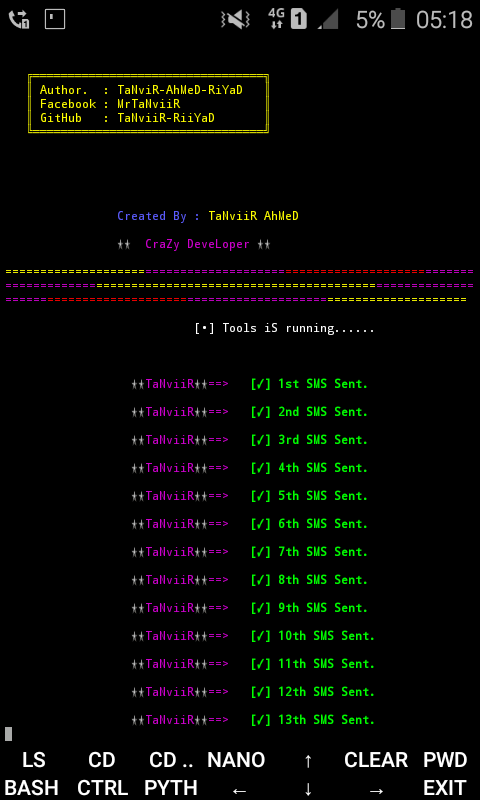 4G 1 5% 05:18
Author. : TaNviR-AhMeD-RiYaD
Facebook : MrTaNviiR
GitHub : TaNviiR-RiiYaD
Created By : TaNviiR AhMeD
CraZy DeveLoper
[•] Tools iS running......
TaNviiR==> [✓] 1st SMS Sent.
TaNviiR==> [✓] 2nd SMS Sent.
TaNviiR==> [✓] 3rd SMS Sent.
TaNviiR==> [✓] 4th SMS Sent.
TaNviiR==> [✓] 5th SMS Sent.
TaNviiR==> [✓] 6th SMS Sent.
TaNviiR==> [✓] 7th SMS Sent.
TaNviiR==> [✓] 8th SMS Sent.
TaNviiR==> [✓] 9th SMS Sent.
TaNviiR==> [✓] 10th SMS Sent.
TaNviiR==> [✓] 11th SMS Sent.
TaNviiR==> [✓] 12th SMS Sent.
TaNviiR==> [✓] 13th SMS Sent.
LS CD CD .. NANO ↑ CLEAR PWD
BASH CTRL PYTH ← ↓ → EXIT